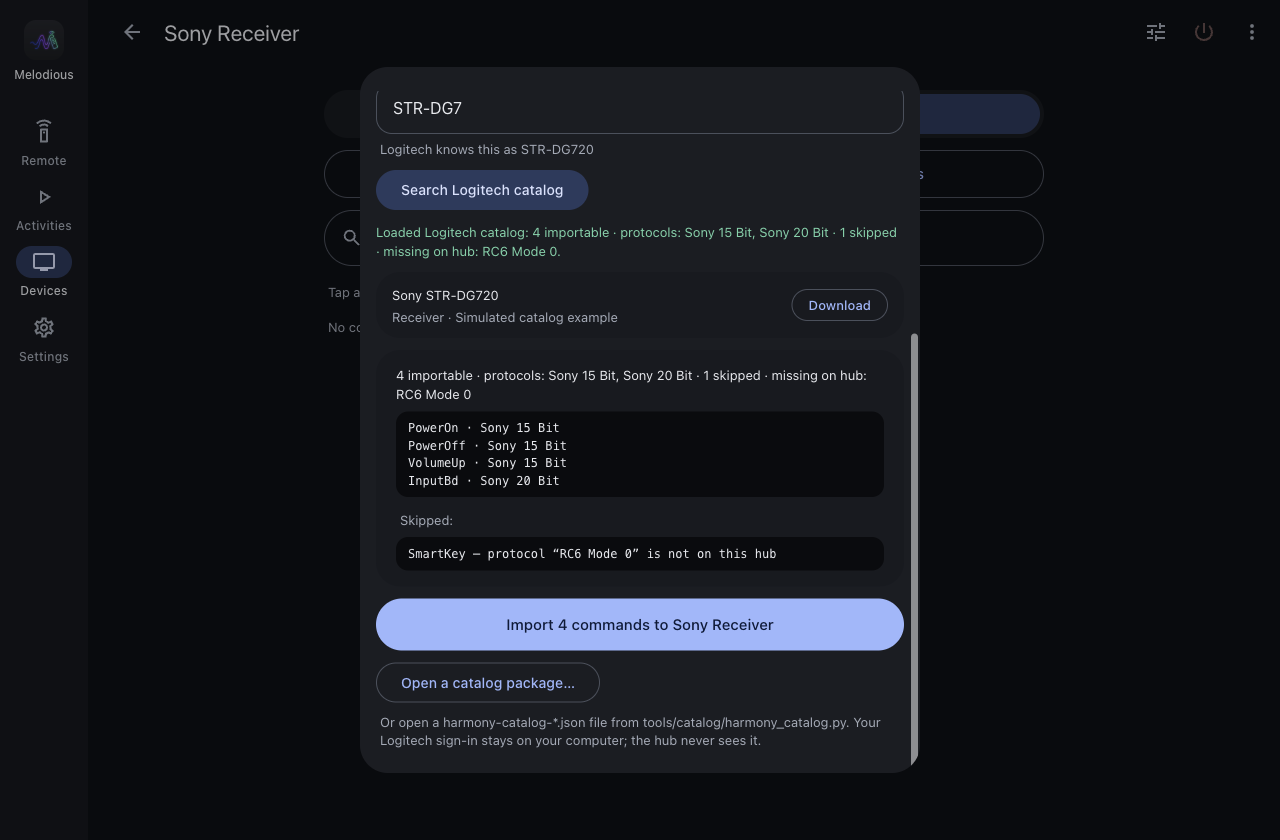 Sony Receiver
Melodious
Remote
Activities
Devices
Settings
STR-DG7
Logitech knows this as STR-DG720
Search Logitech catalog
Loaded Logitech catalog: 4 importable · protocols: Sony 15 Bit, Sony 20 Bit · 1 skipped
· missing on hub: RC6 Mode 0.
Sony STR-DG720
Receiver · Simulated catalog example
Download
4 importable · protocols: Sony 15 Bit, Sony 20 Bit · 1 skipped · missing on hub:
RC6 Mode 0
PowerOn · Sony 15 Bit
PowerOff · Sony 15 Bit
VolumeUp · Sony 15 Bit
InputBd · Sony 20 Bit
Skipped:
SmartKey — protocol “RC6 Mode 0” is not on this hub
Import 4 commands to Sony Receiver
Open a catalog package…
Or open a harmony-catalog-*.json file from tools/catalog/harmony_catalog.py. Your
Logitech sign-in stays on your computer; the hub never sees it.
Tap a
No